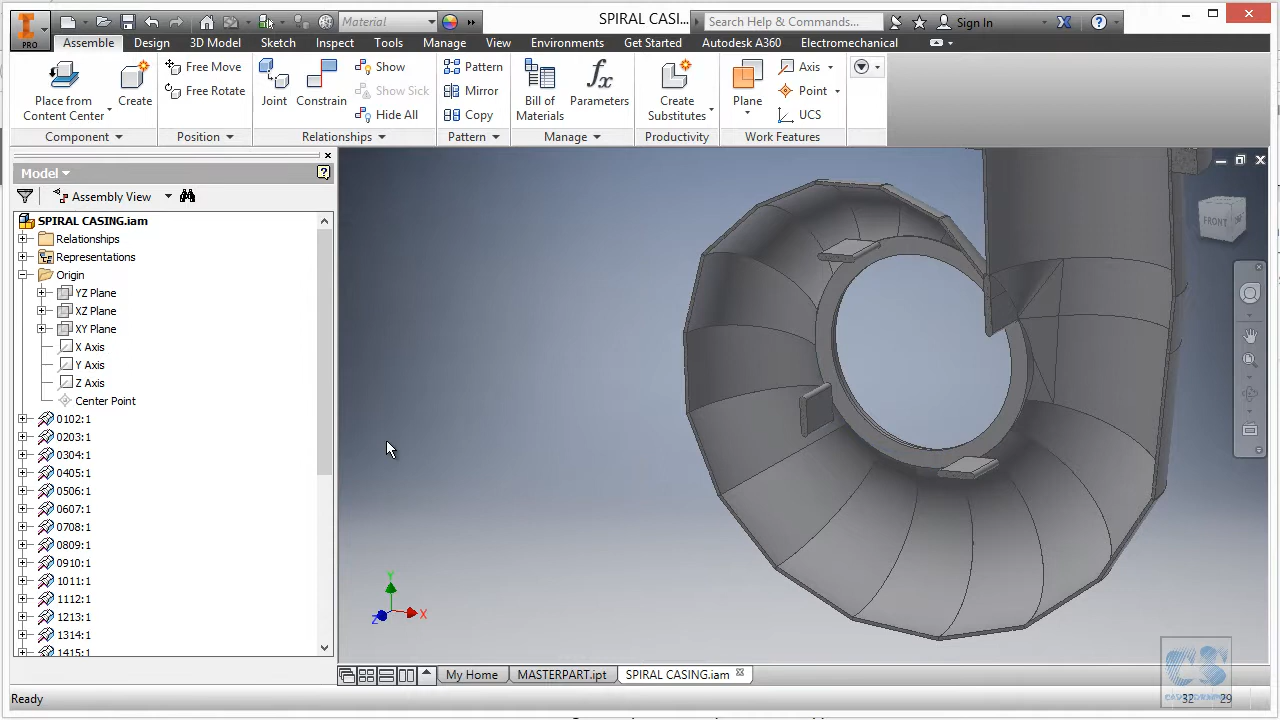 PRO
Material
SPIRAL CASI...
Search Help & Commands...
Sign In
Assemble
Design
3D Model
Sketch
Inspect
Tools
Manage
View
Environments
Get Started
Autodesk A360
Electromechanical
Place from
Content Center
Create
Free Move
Free Rotate
Joint
Constrain
Show
Show Sick
Hide All
Pattern
Mirror
Copy
Bill of
Materials
Parameters
Create
Substitutes
Plane
Axis
Point
UCS
Component
Position
Relationships
Pattern
Manage
Productivity
Work Features
Model
Assembly View
SPIRAL CASING.iam
Relationships
Representations
Origin
YZ Plane
XZ Plane
XY Plane
X Axis
Y Axis
Z Axis
Center Point
0102:1
0203:1
0304:1
0405:1
0506:1
0607:1
0708:1
0809:1
0910:1
1011:1
1112:1
1213:1
1314:1
1415:1
FRONT
Y
X
Z
My Home
MASTERPART.ipt
SPIRAL CASING.iam
Ready
CS
32 29